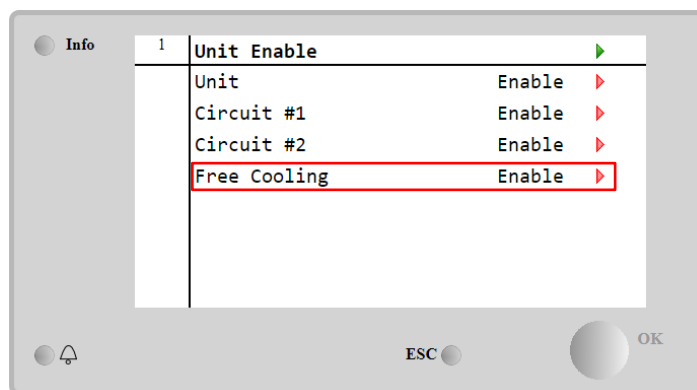 Info
1 Unit Enable
Unit Enable
Circuit #1 Enable
Circuit #2 Enable
Free Cooling Enable
OK
ESC